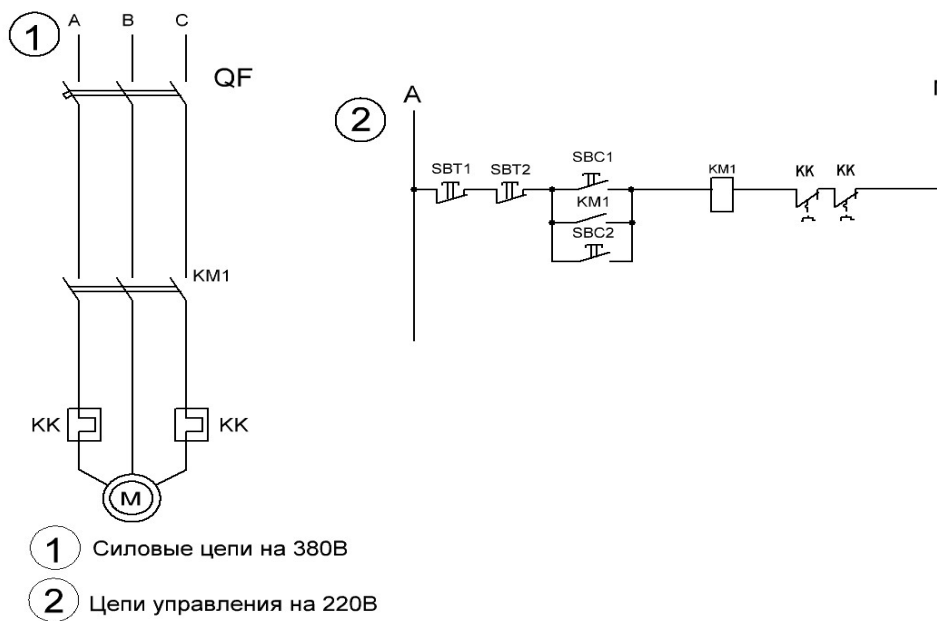 1
A
B
C
QF
KM1
KK
KK
M
2
A
SBT1
SBT2
SBC1
KM1
SBC2
KM1
KK
KK
1 Силовые цепи на 380В
2 Цепи управления на 220В